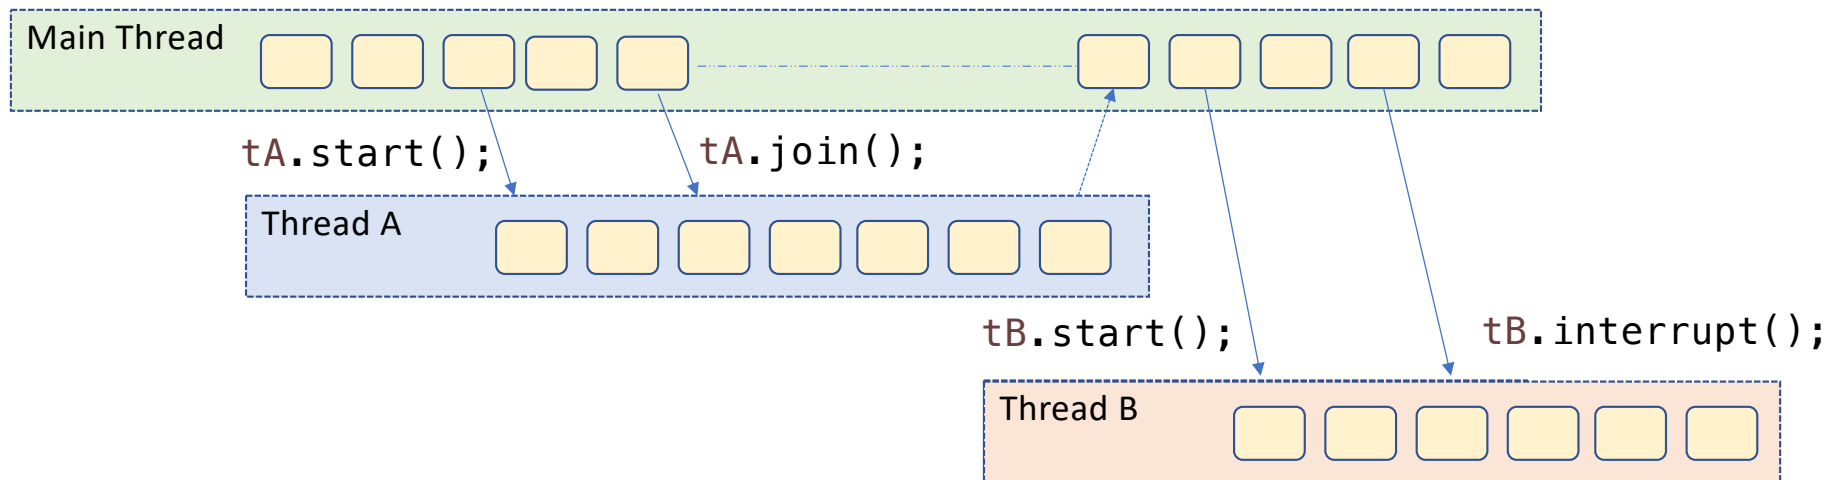 Main Thread
tA.start();
tA.join();
Thread A
tB.start();
tB.interrupt();
Thread B